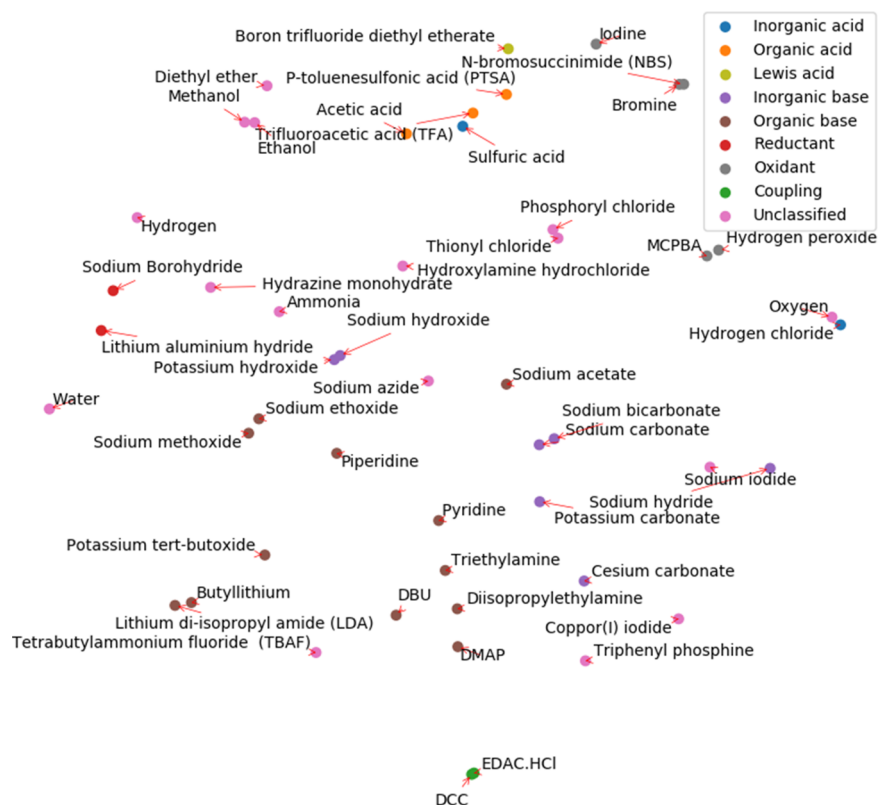 Boron trifluoride diethyl etherate
Iodine
N-bromosuccinimide (NBS)
Diethyl ether
P-toluenesulfonic acid (PTSA)
Methanol
Acetic acid
Bromine
Trifluoroacetic acid (TFA)
Ethanol
Sulfuric acid
Inorganic acid
Organic acid
Lewis acid
Inorganic base
Organic base
Reductant
Oxidant
Coupling
Unclassified
Phosphoryl chloride
Hydrogen
Thionyl chloride
MCPBA
Hydrogen peroxide
Sodium Borohydride
Hydroxylamine hydrochloride
Hydrazine monohydrate
Ammonia
Oxygen
Sodium hydroxide
Hydrogen chloride
Lithium aluminium hydride
Potassium hydroxide
Sodium azide
Sodium acetate
Water
Sodium ethoxide
Sodium bicarbonate
Sodium carbonate
Sodium methoxide
Piperidine
Sodium iodide
Sodium hydride
Pyridine
Potassium carbonate
Potassium tert-butoxide
Triethylamine
Cesium carbonate
Butyllithium
DBU
Diisopropylethylamine
Lithium di-isopropyl amide (LDA)
Coppor(I) iodide
Tetrabutylammonium fluoride (TBAF)
DMAP
Triphenyl phosphine
EDAC.HCl
DCC